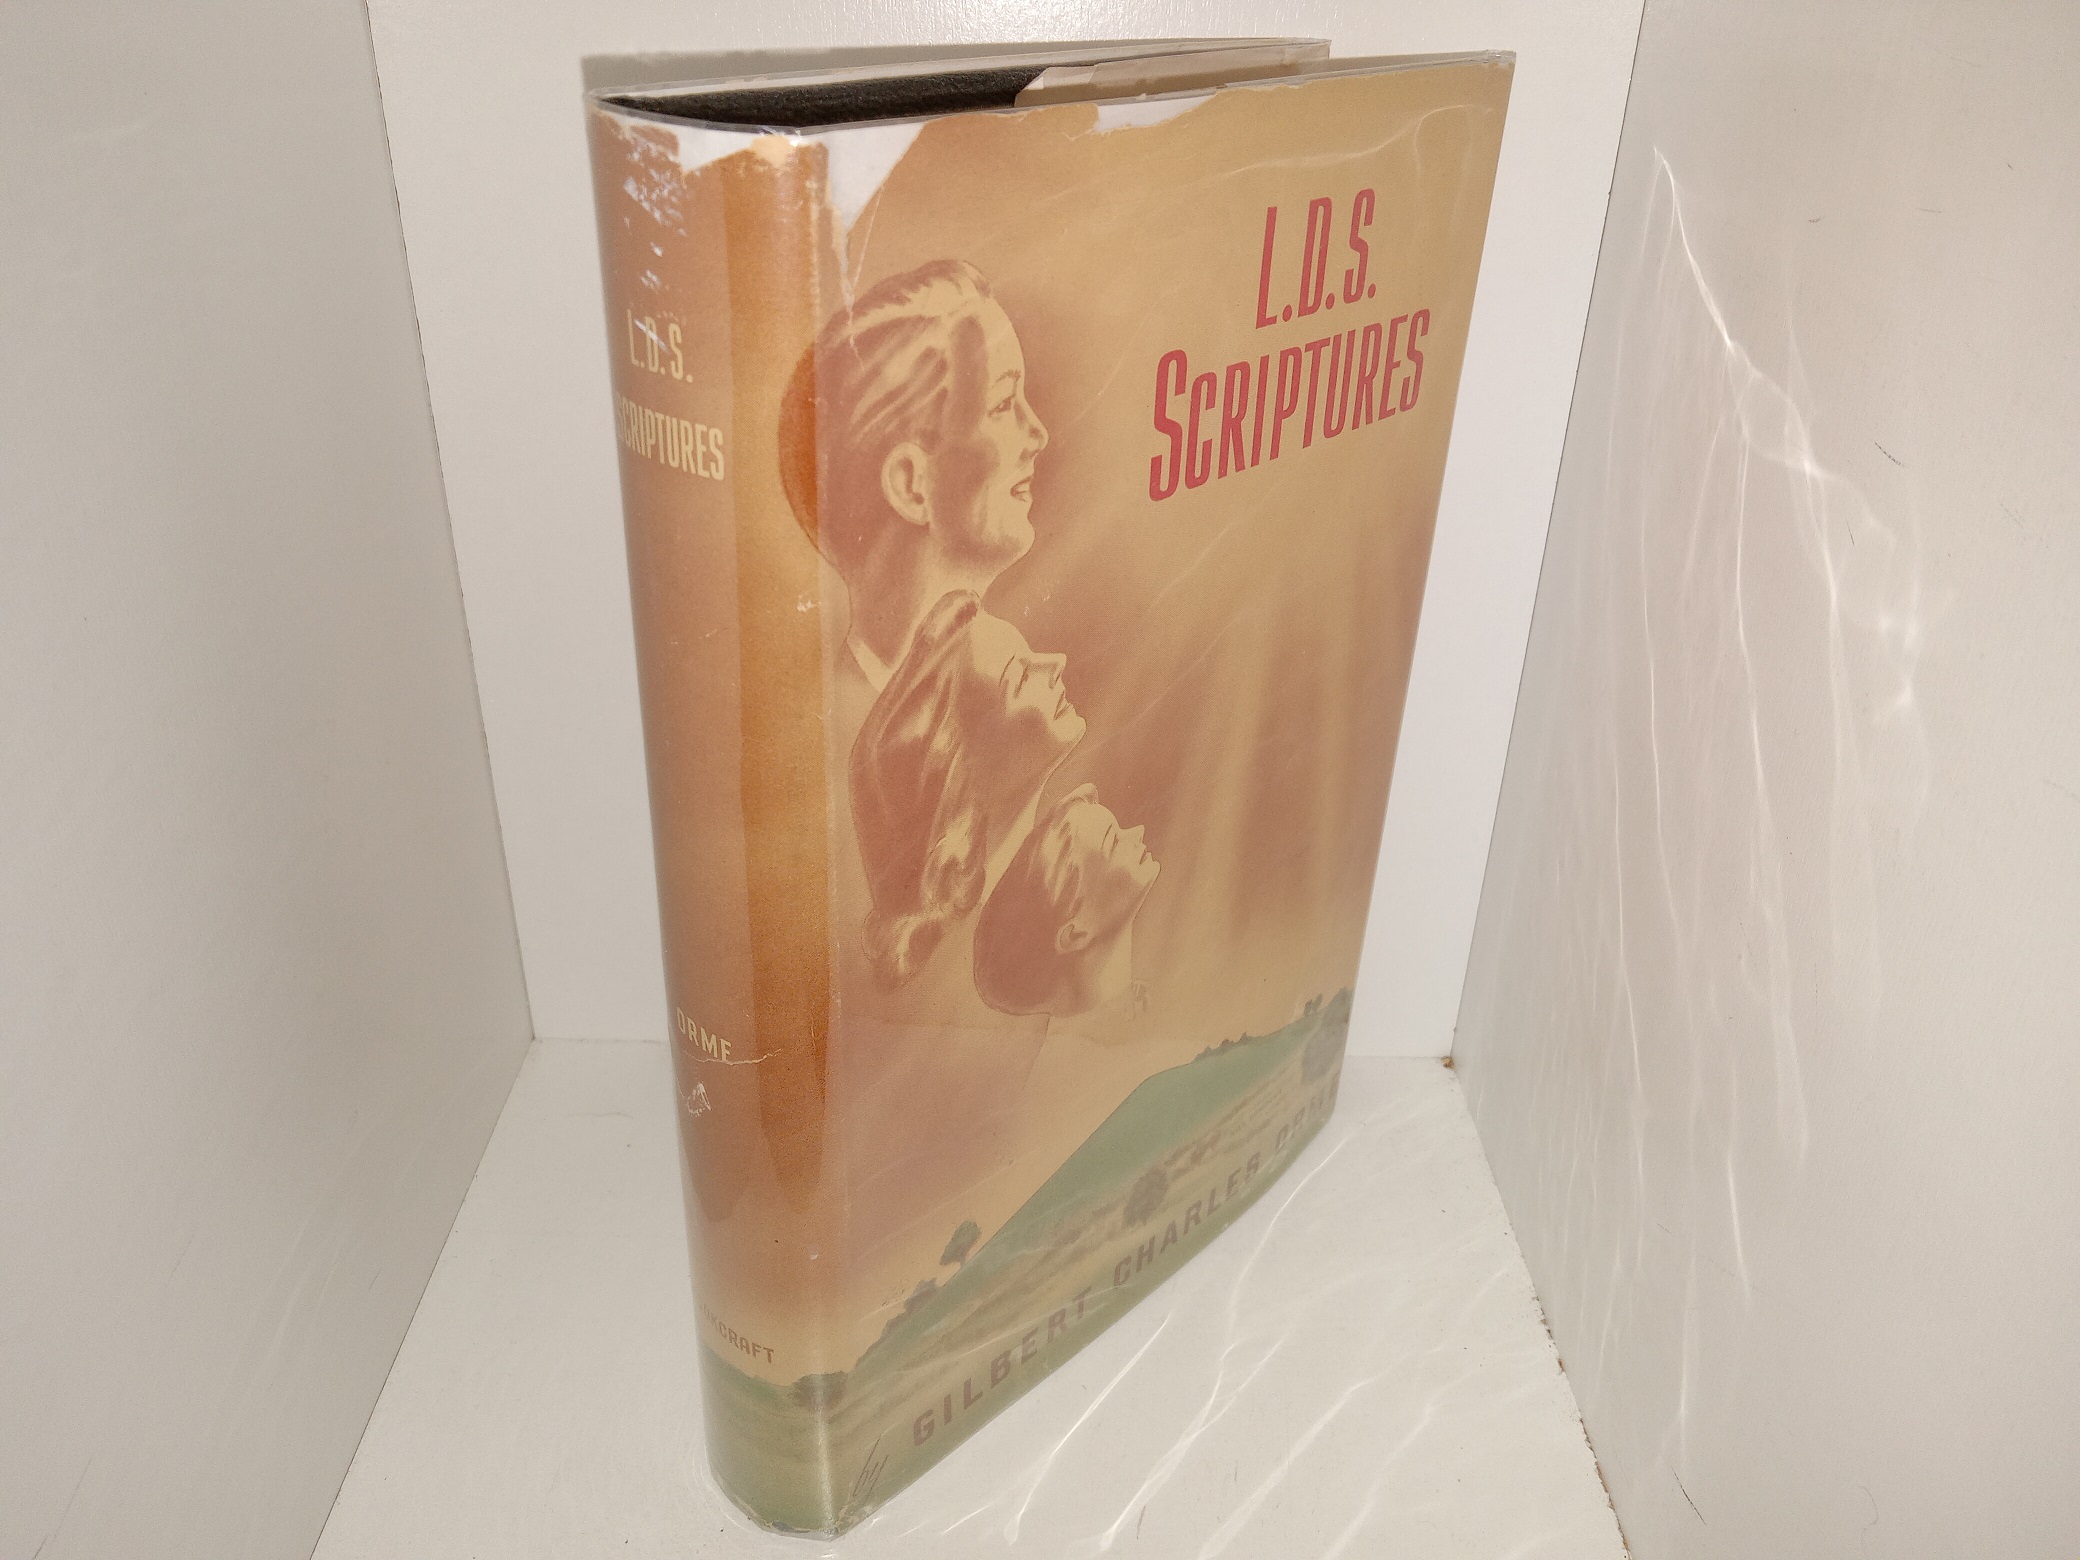 L.D.S.
SCRIPTURES
ORME
L.D.S.
SCRIPTURES
by
GILBERT CHARLES ORME